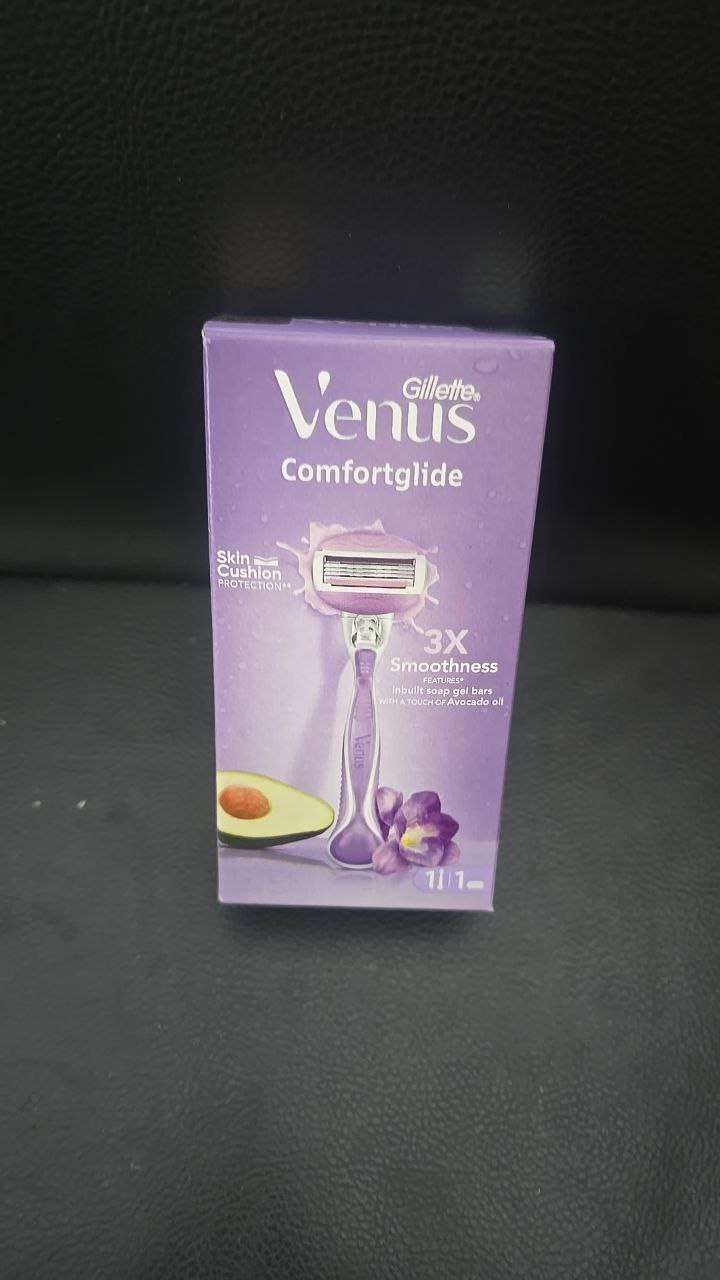 Gillette®
Venus
Comfortglide
Skin
Cushion
PROTECTION**
3X
Smoothness
FEATURES*
Inbuilt soap gel bars
WITH A TOUCH OF Avocado oil
Venus
1 1